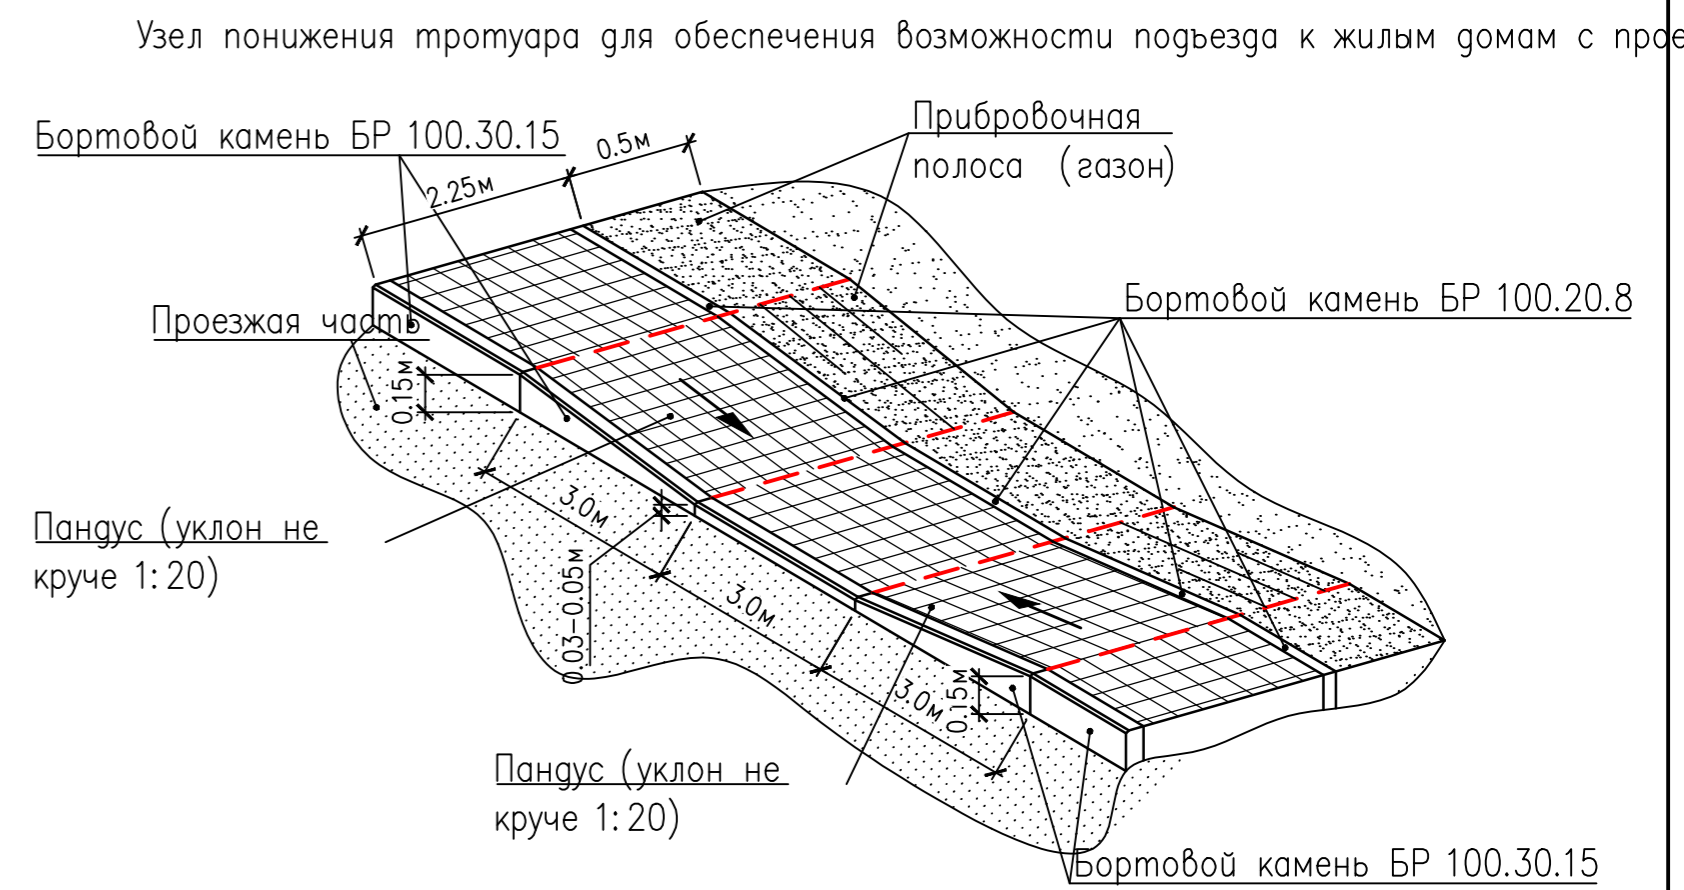 Узел понижения тротуара для обеспечения возможности подъезда к жилым домам с прое
Прибровочная
полоса (газон)
Бортовой камень БР 100.30.15
0.5м
2.25м
Бортовой камень БР 100.20.8
Проезжая часть
0.15м
Пандус (уклон не
круче 1:20)
3.0м
0.03-0.05м
3.0м
3.0м
0.15м
Пандус (уклон не
круче 1:20)
Бортовой камень БР 100.30.15